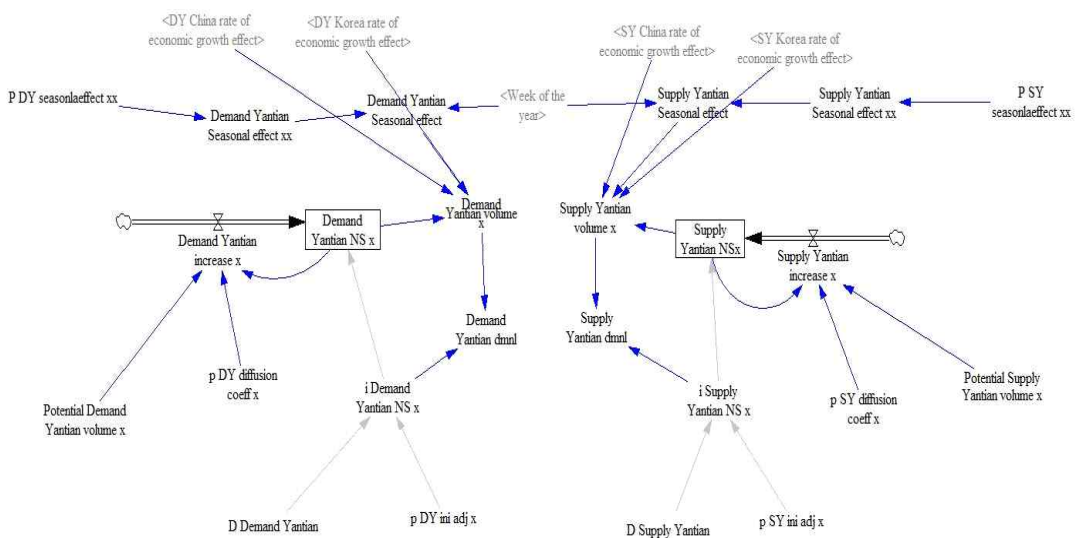 <DY China rate of
economic growth effect>
<DY Korea rate of
economic growth effect>
<SY China rate of
economic growth effect>
<SY Korea rate of
economic growth effect>
P DY seasonlaeffect xx
Demand Yantian
Seasonal effect xx
Demand Yantian
Seasonal effect
<Week of the
year>
Supply Yantian
Seasonal effect
Supply Yantian
Seasonal effect xx
P SY
seasonlaeffect xx
Demand Yantian
increase x
Demand
Yantian NS x
Demand
Yantian volume
x
Supply Yantian
volume x
Supply
Yantian NSx
Supply Yantian
increase x
Demand
Yantian dmnl
Supply
Yantian dmnl
Potential Demand
Yantian volume x
p DY diffusion
coeff x
i Demand
Yantian NS x
i Supply
Yantian NS x
p SY diffusion
coeff x
Potential Supply
Yantian volume x
D Demand Yantian
p DY ini adj x
D Supply Yantian
p SY ini adj x